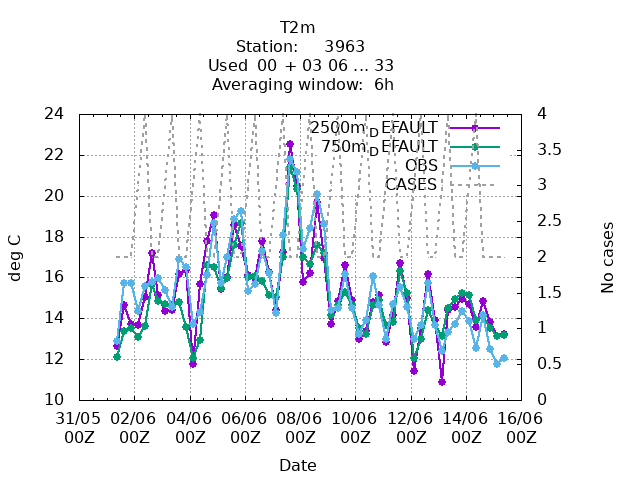 T2m
Station: 3963
Used 00 + 03 06 ... 33
Averaging window: 6h
24 4
2500m_DEFAULT
22 3.5
750m_DEFAULT
OBS
20 3
CASES
18 2.5
deg C
16 2
No cases
1.5
14 1
12 0.5
10 0
31/05 02/06 04/06 06/06 08/06 10/06 12/06 14/06 16/06
00Z 00Z 00Z 00Z 00Z 00Z 00Z 00Z 00Z
Date